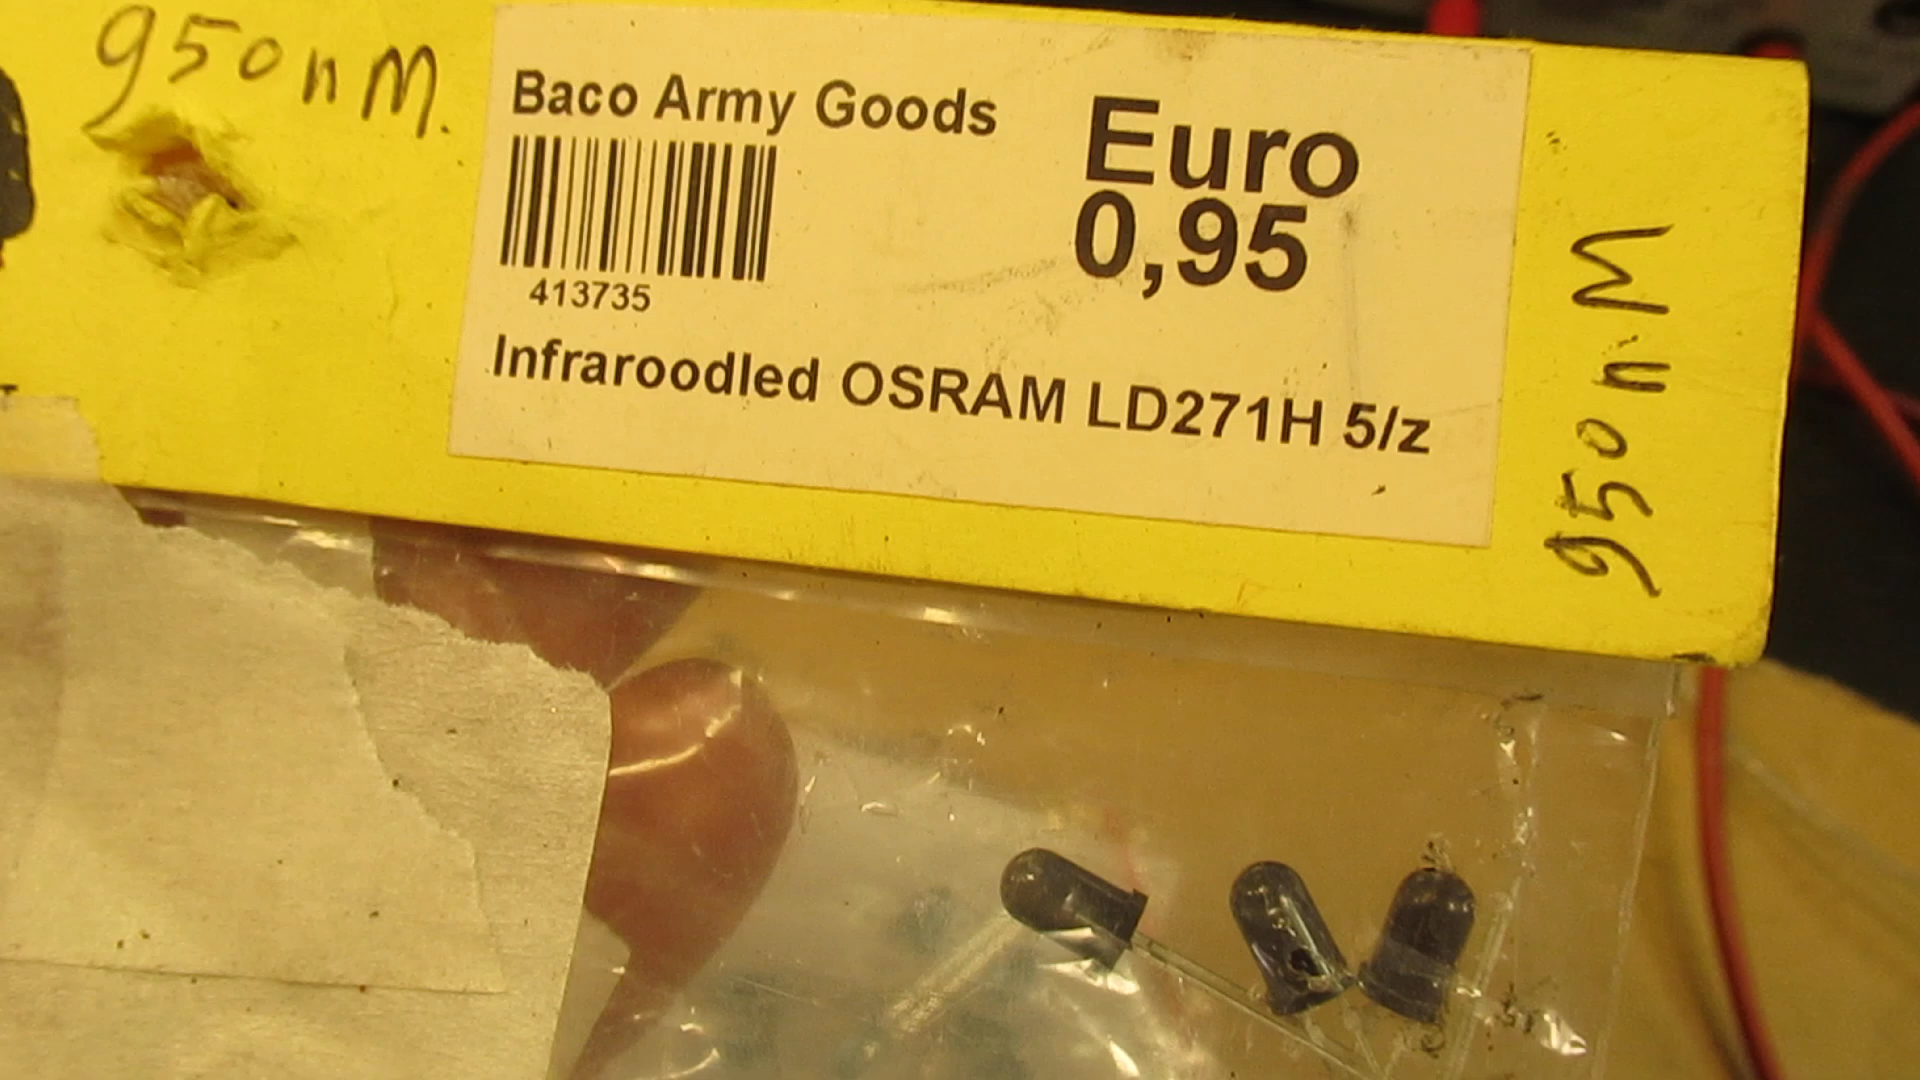 950nM.
Baco Army Goods
Euro
0,95
413735
Infraroodled OSRAM LD271H 5/z
950nM